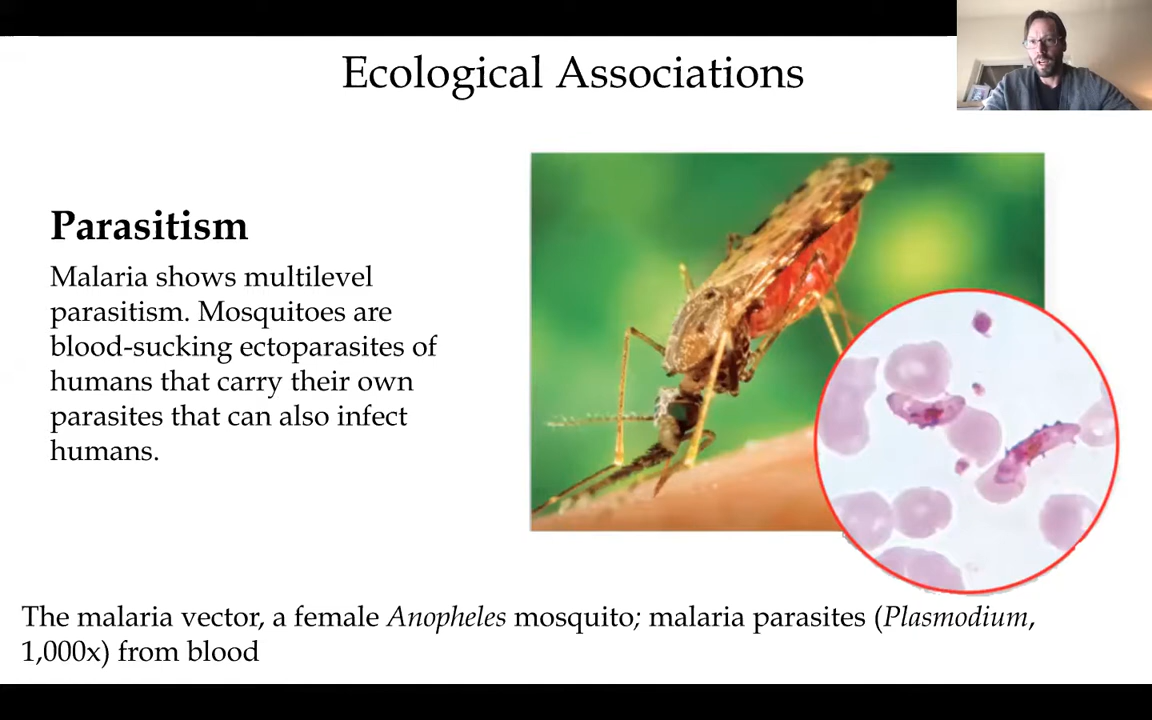 Ecological Associations
Parasitism
Malaria shows multilevel
parasitism. Mosquitoes are
blood-sucking ectoparasites of
humans that carry their own
parasites that can also infect
humans.
The malaria vector, a female Anopheles mosquito; malaria parasites (Plasmodium,
1,000x) from blood